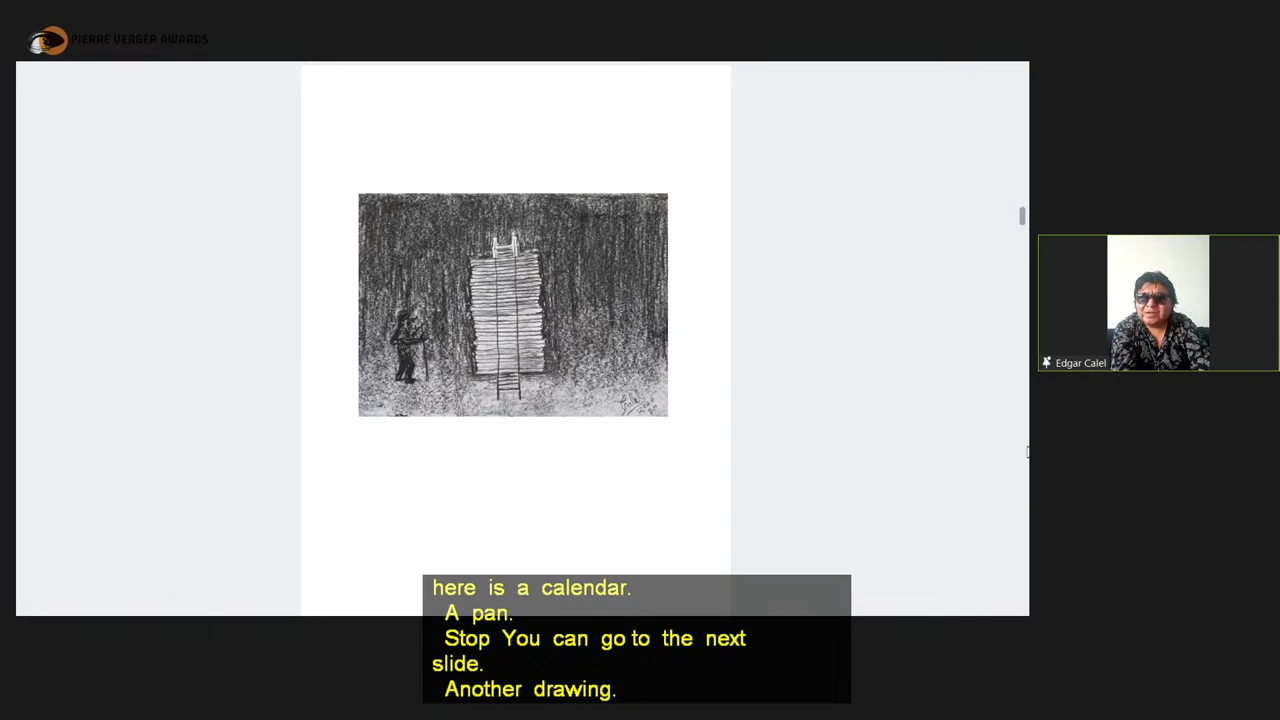 PIERRE VERGER AWARDS
Edgar Calel
here is a calendar.
A pan.
Stop You can go to the next
slide.
Another drawing.